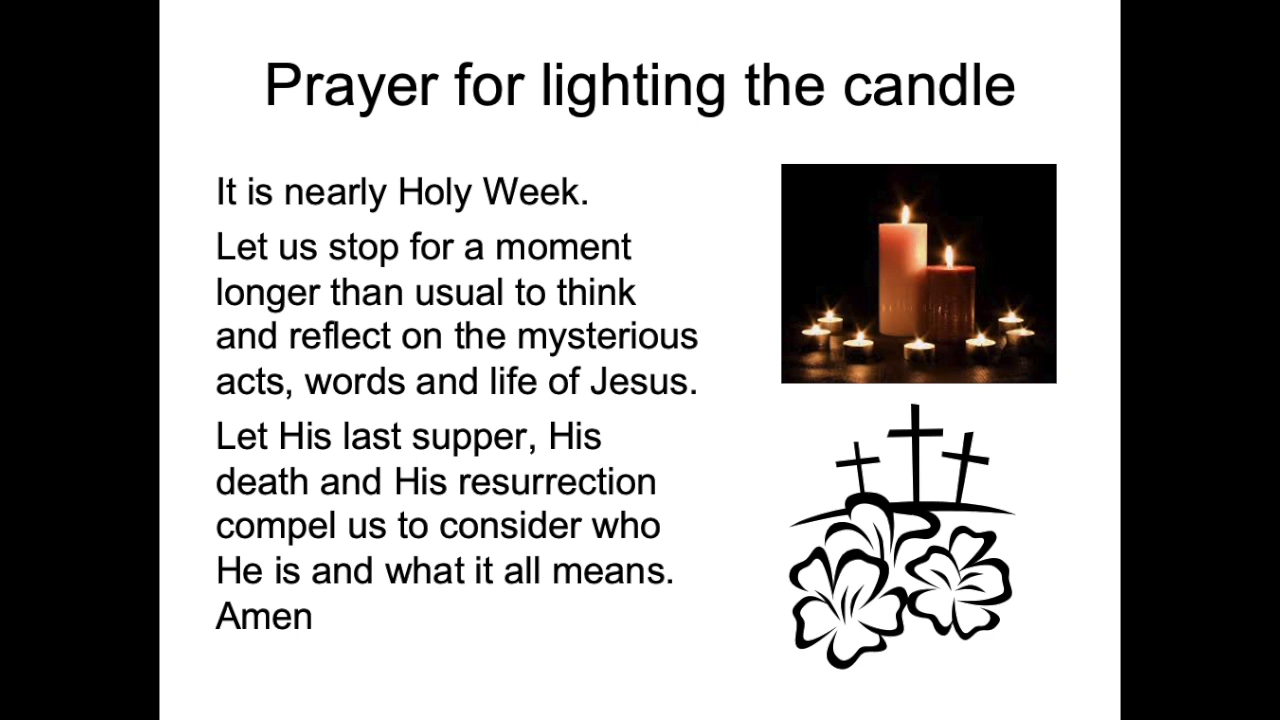 Prayer for lighting the candle
It is nearly Holy Week.
Let us stop for a moment
longer than usual to think
and reflect on the mysterious
acts, words and life of Jesus.
Let His last supper, His
death and His resurrection
compel us to consider who
He is and what it all means.
Amen